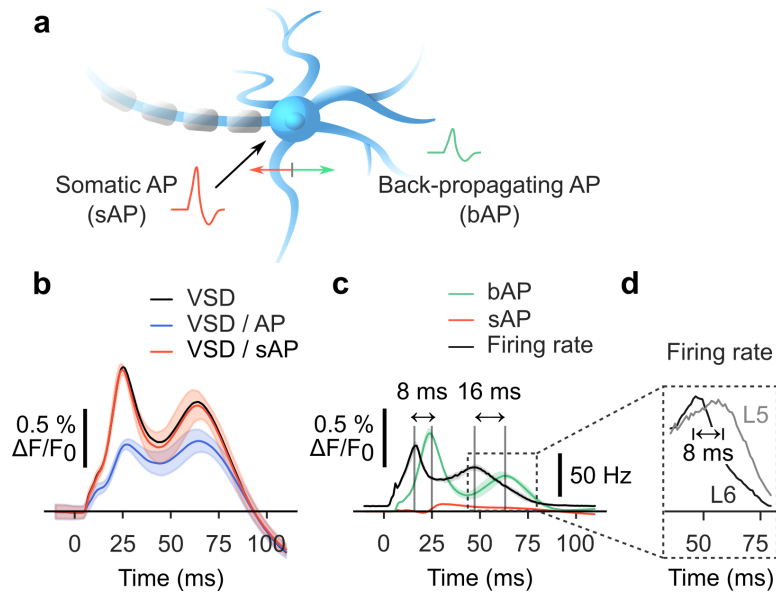 a
Somatic AP
(sAP)
Back-propagating AP
(bAP)
b
VSD
VSD / AP
VSD / sAP
0.5 %
ΔF/F0
0
0 25 50 75 100
Time (ms)
c
bAP
sAP
Firing rate
8 ms 16 ms
0.5 %
ΔF/F0
50 Hz
0
0 25 50 75 100
Time (ms)
d
Firing rate
L5
8 ms
L6
50 75
Time (ms)